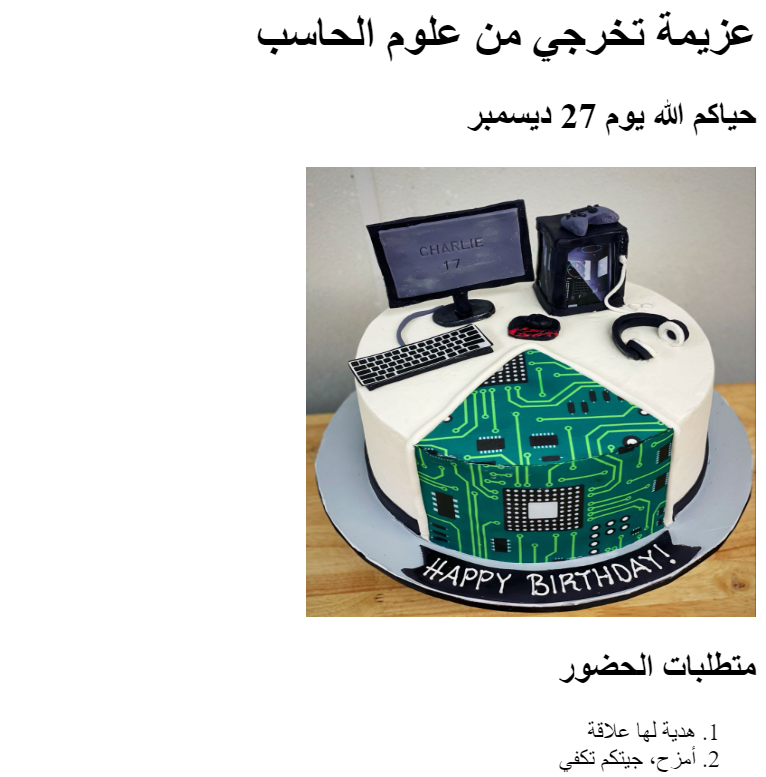 عزيمة تخرجي من علوم الحاسب
حياكم الله يوم 27 ديسمبر
CHARLIE
17
HAPPY BIRTHDAY!
متطلبات الحضور
1. هدية لها علاقة
2. أمزح، جيتكم تكفي